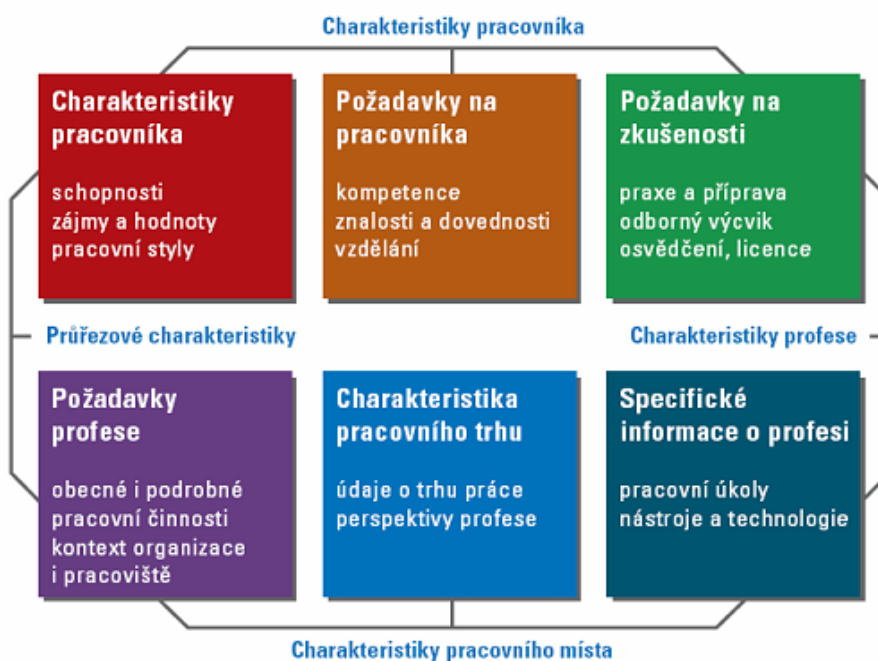 Charakteristiky pracovníka
Charakteristiky
pracovníka
schopnosti
zájmy a hodnoty
pracovní styly
Požadavky na
pracovníka
kompetence
znalosti a dovednosti
vzdělání
Požadavky na
zkušenosti
praxe a příprava
odborný výcvik
osvědčení, licence
Průřezové charakteristiky
Charakteristiky profese
Požadavky
profese
obecné i podrobné
pracovní činnosti
kontext organizace
i pracoviště
Charakteristika
pracovního trhu
údaje o trhu práce
perspektivy profese
Specifické
informace o profesi
pracovní úkoly
nástroje a technologie
Charakteristiky pracovního místa